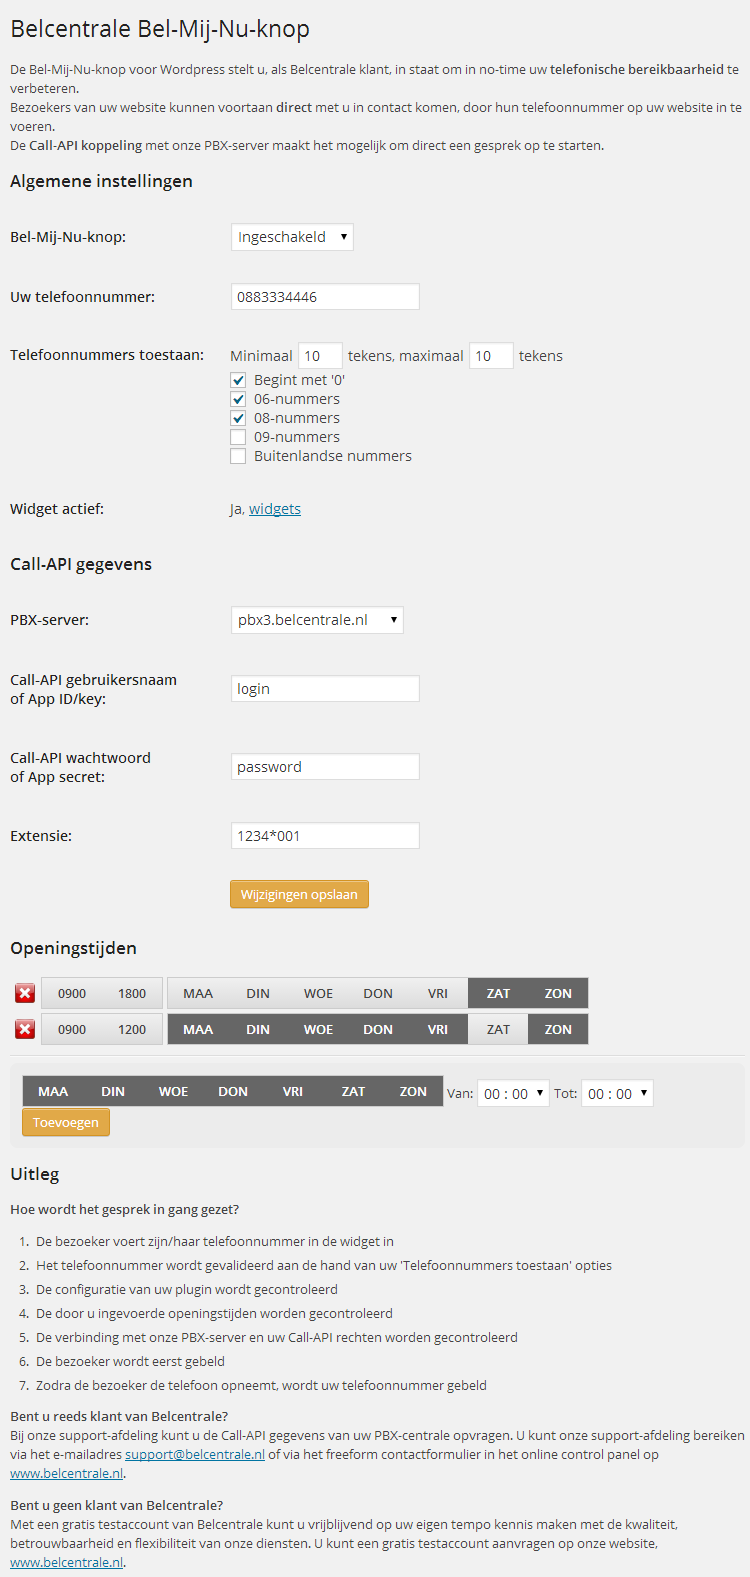 Belcentrale Bel-Mij-Nu-knop
De Bel-Mij-Nu-knop voor Wordpress stelt u, als Belcentrale klant, in staat om in no-time uw telefonische bereikbaarheid te
verbeteren.
Bezoekers van uw website kunnen voortaan direct met u in contact komen, door hun telefoonnummer op uw website in te
voeren.
De Call-API koppeling met onze PBX-server maakt het mogelijk om direct een gesprek op te starten.
Algemene instellingen
Bel-Mij-Nu-knop: Ingeschakeld
Uw telefoonnummer: 0883334446
Telefoonnummers toestaan: Minimaal 10 tekens, maximaal 10 tekens
Begint met '0'
06-nummers
08-nummers
09-nummers
Buitenlandse nummers
Widget actief: Ja, widgets
Call-API gegevens
PBX-server: pbx3.belcentrale.nl
Call-API gebruikersnaam
of App ID/key: login
Call-API wachtwoord
of App secret: password
Extensie: 1234*001
Wijzigingen opslaan
Openingstijden
0900 1800 MAA DIN WOE DON VRI ZAT ZON
0900 1200 MAA DIN WOE DON VRI ZAT ZON
MAA DIN WOE DON VRI ZAT ZON Van: 00 : 00 Tot: 00 : 00
Toevoegen
Uitleg
Hoe wordt het gesprek in gang gezet?
1. De bezoeker voert zijn/haar telefoonnummer in de widget in
2. Het telefoonnummer wordt gevalideerd aan de hand van uw 'Telefoonnummers toestaan' opties
3. De configuratie van uw plugin wordt gecontroleerd
4. De door u ingevoerde openingstijden worden gecontroleerd
5. De verbinding met onze PBX-server en uw Call-API rechten worden gecontroleerd
6. De bezoeker wordt eerst gebeld
7. Zodra de bezoeker de telefoon opneemt, wordt uw telefoonnummer gebeld
Bent u reeds klant van Belcentrale?
Bij onze support-afdeling kunt u de Call-API gegevens van uw PBX-centrale opvragen. U kunt onze support-afdeling bereiken
via het e-mailadres support@belcentrale.nl of via het freeform contactformulier in het online control panel op
www.belcentrale.nl.
Bent u geen klant van Belcentrale?
Met een gratis testaccount van Belcentrale kunt u vrijblijvend op uw eigen tempo kennis maken met de kwaliteit,
betrouwbaarheid en flexibiliteit van onze diensten. U kunt een gratis testaccount aanvragen op onze website,
www.belcentrale.nl.